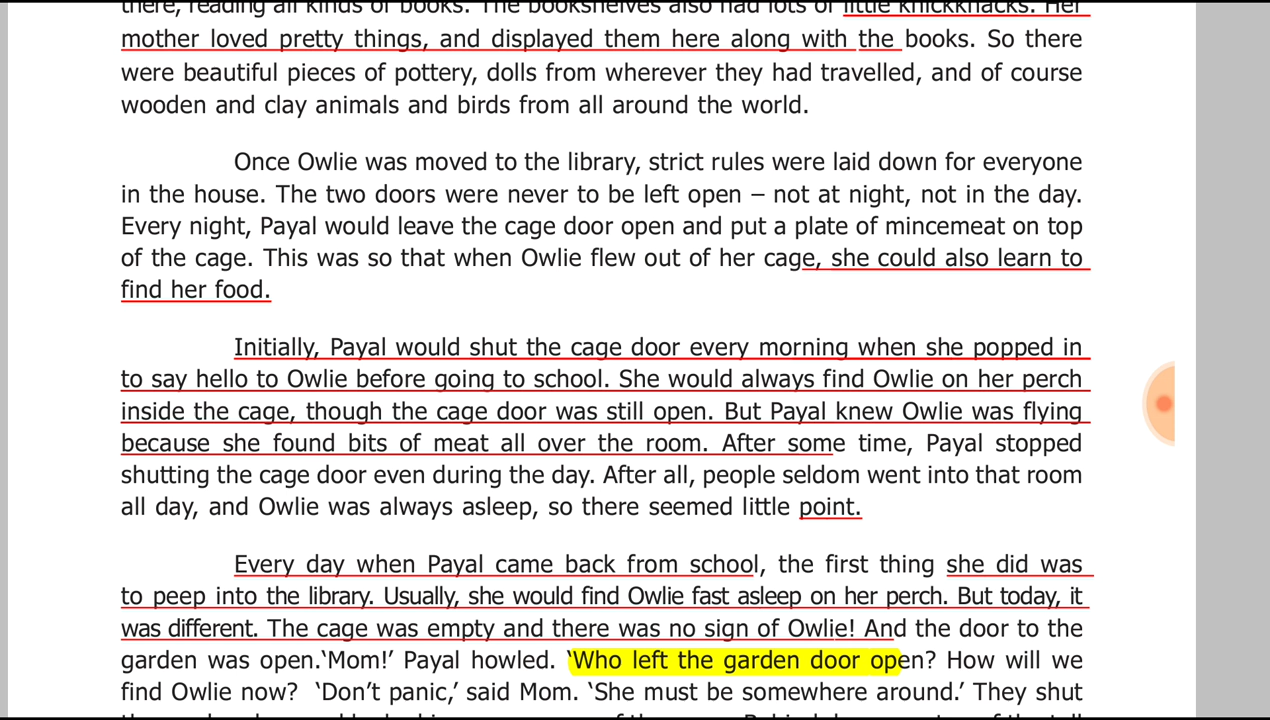 there, reading all kinds of books. The bookshelves also had lots of little knickknacks. Her
mother loved pretty things, and displayed them here along with the books. So there
were beautiful pieces of pottery, dolls from wherever they had travelled, and of course
wooden and clay animals and birds from all around the world.
Once Owlie was moved to the library, strict rules were laid down for everyone
in the house. The two doors were never to be left open – not at night, not in the day.
Every night, Payal would leave the cage door open and put a plate of mincemeat on top
of the cage. This was so that when Owlie flew out of her cage, she could also learn to
find her food.
Initially, Payal would shut the cage door every morning when she popped in
to say hello to Owlie before going to school. She would always find Owlie on her perch
inside the cage, though the cage door was still open. But Payal knew Owlie was flying
because she found bits of meat all over the room. After some time, Payal stopped
shutting the cage door even during the day. After all, people seldom went into that room
all day, and Owlie was always asleep, so there seemed little point.
Every day when Payal came back from school, the first thing she did was
to peep into the library. Usually, she would find Owlie fast asleep on her perch. But today, it
was different. The cage was empty and there was no sign of Owlie! And the door to the
garden was open.‘Mom!’ Payal howled. ‘Who left the garden door open? How will we
find Owlie now? ‘Don’t panic,’ said Mom. ‘She must be somewhere around.’ They shut